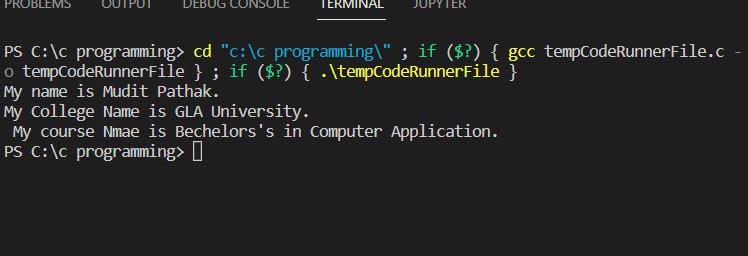 PROBLEMS OUTPUT DEBUG CONSOLE TERMINAL JUPYTER
PS C:\c programming> cd "c:\c programming\" ; if ($?) { gcc tempCodeRunnerFile.c -
o tempCodeRunnerFile } ; if ($?) { .\tempCodeRunnerFile }
My name is Mudit Pathak.
My College Name is GLA University.
 My course Nmae is Bechelors's in Computer Application.
PS C:\c programming>